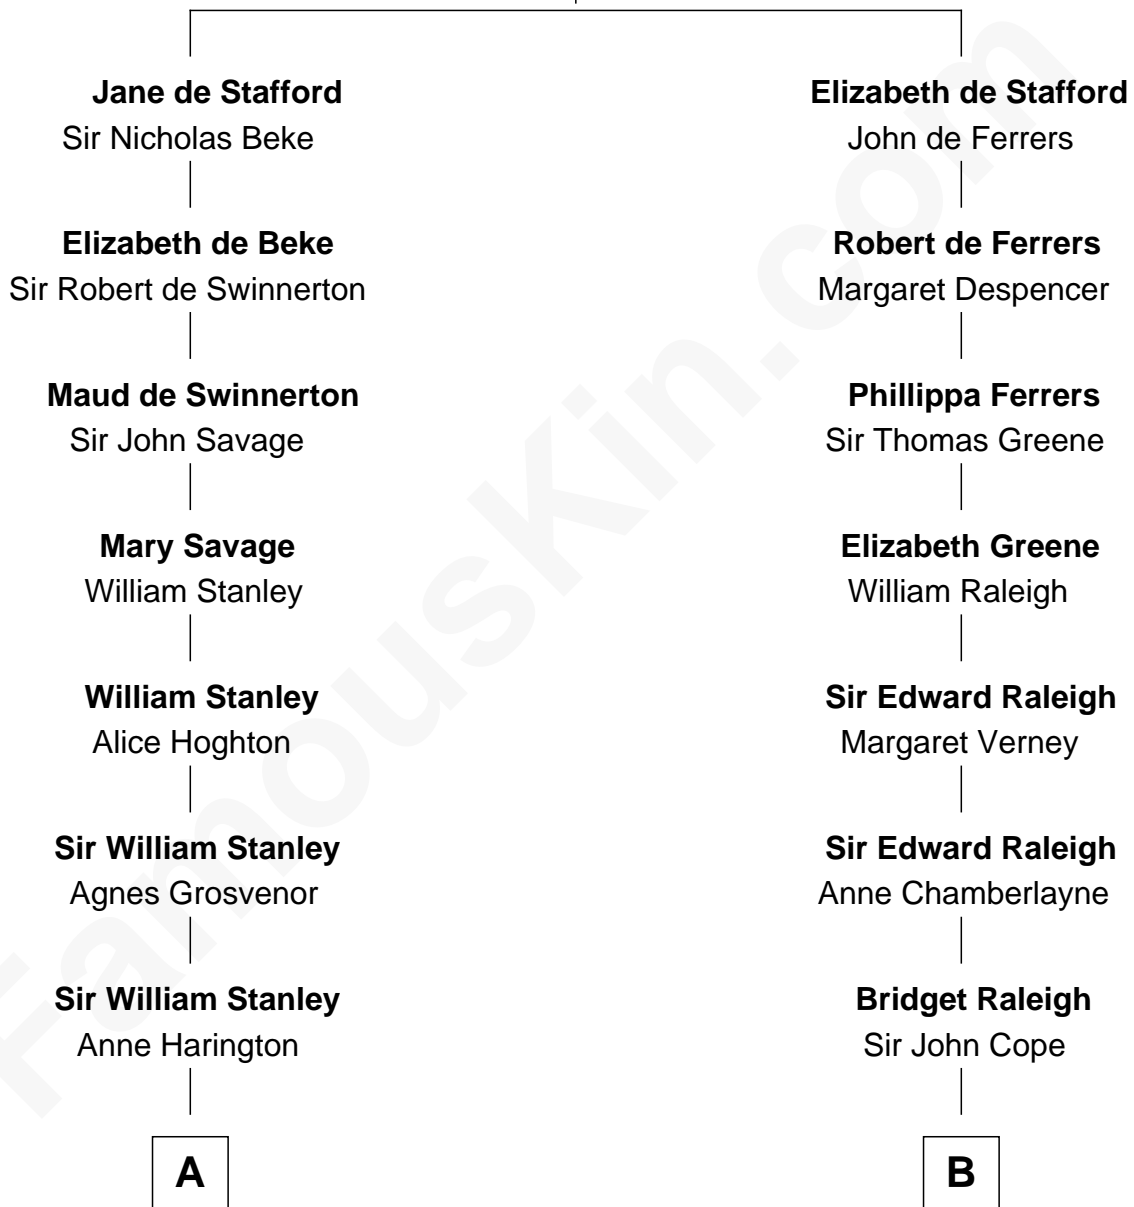 Jane de Stafford
Sir Nicholas Beke
Elizabeth de Beke
Sir Robert de Swinnerton
Maud de Swinnerton
Sir John Savage
Mary Savage
William Stanley
William Stanley
Alice Hoghton
Sir William Stanley
Agnes Grosvenor
Sir William Stanley
Anne Harington
A
Elizabeth de Stafford
John de Ferrers
Robert de Ferrers
Margaret Despencer
Phillippa Ferrers
Sir Thomas Greene
Elizabeth Greene
William Raleigh
Sir Edward Raleigh
Margaret Verney
Sir Edward Raleigh
Anne Chamberlayne
Bridget Raleigh
Sir John Cope
B
FamousKin.com